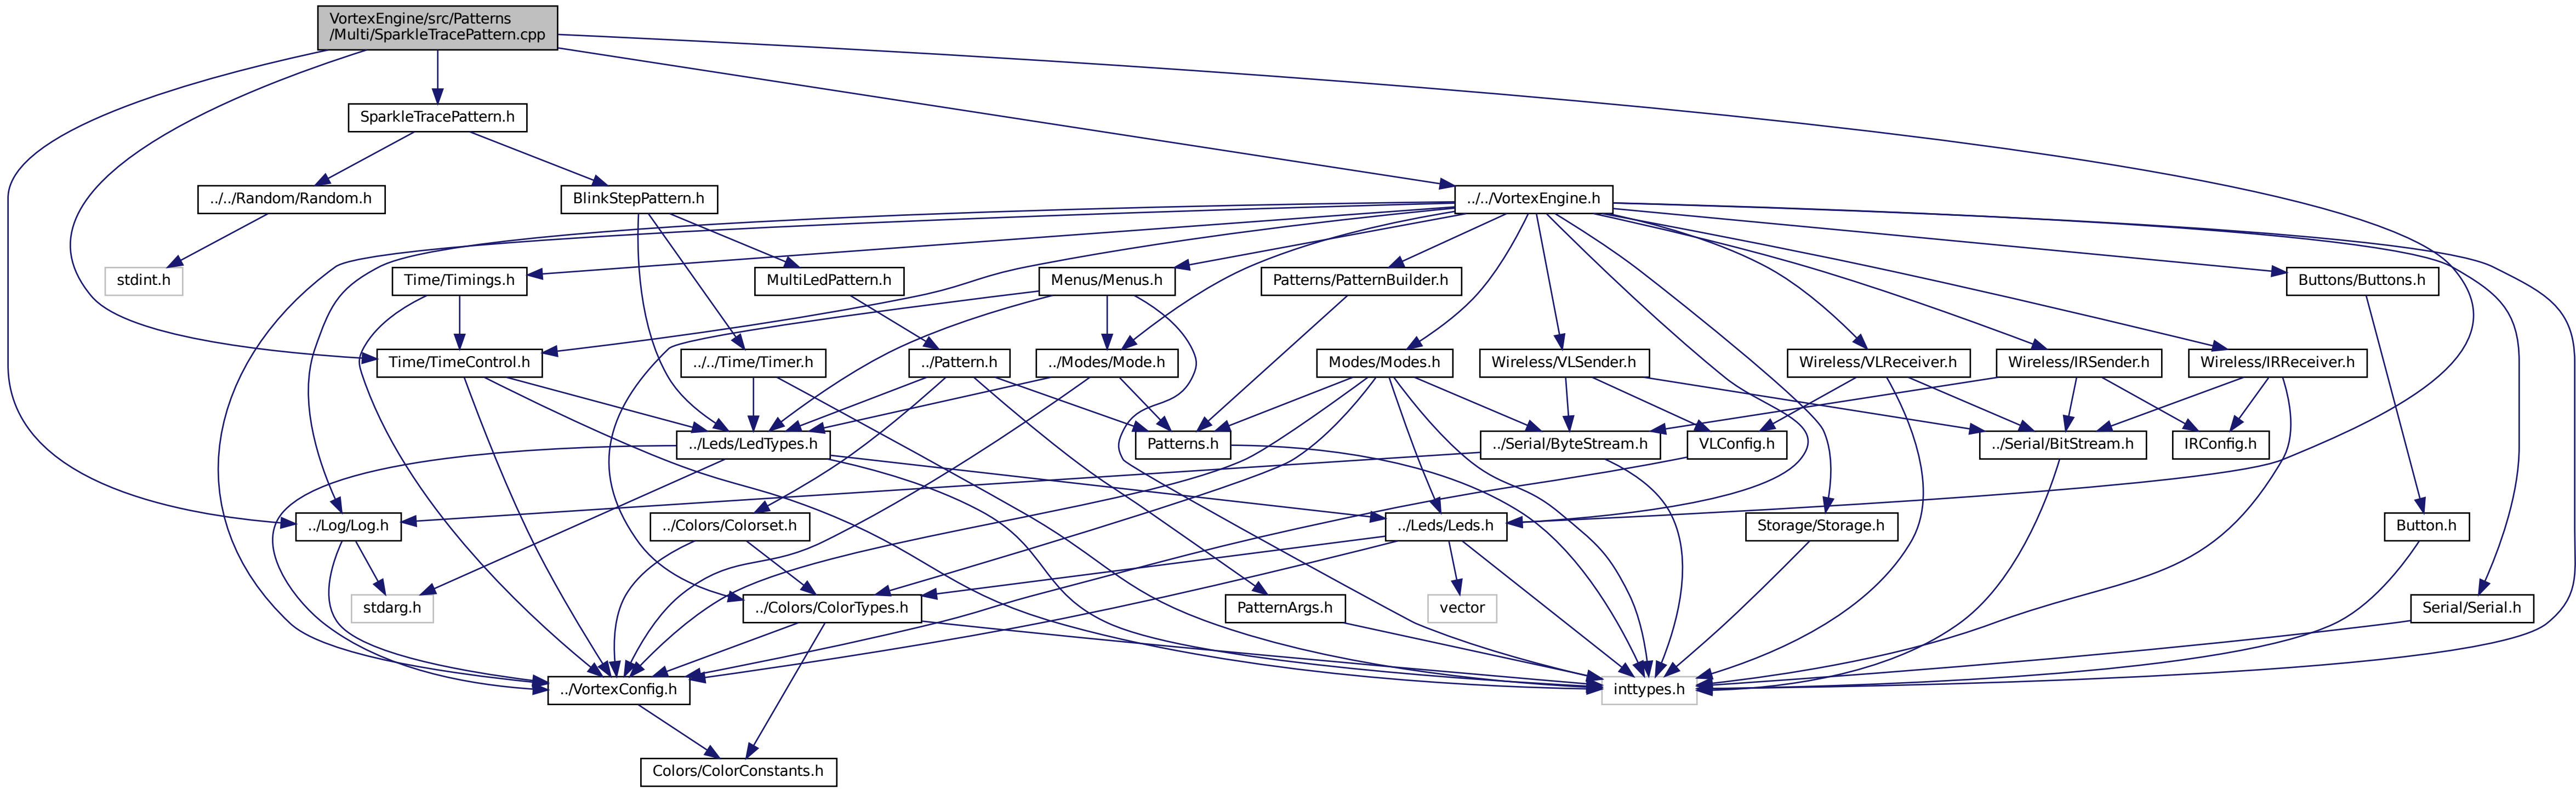 VortexEngine/src/Patterns
/Multi/SparkleTracePattern.cpp
SparkleTracePattern.h
../../Random/Random.h
BlinkStepPattern.h
../../VortexEngine.h
stdint.h
Time/Timings.h
MultiLedPattern.h
Menus/Menus.h
Patterns/PatternBuilder.h
Buttons/Buttons.h
Time/TimeControl.h
../../Time/Timer.h
../Pattern.h
../Modes/Mode.h
Modes/Modes.h
Wireless/VLSender.h
Wireless/VLReceiver.h
Wireless/IRSender.h
Wireless/IRReceiver.h
../Leds/LedTypes.h
Patterns.h
../Serial/ByteStream.h
VLConfig.h
../Serial/BitStream.h
IRConfig.h
../Log/Log.h
../Colors/Colorset.h
../Leds/Leds.h
Storage/Storage.h
Button.h
stdarg.h
../Colors/ColorTypes.h
PatternArgs.h
vector
Serial/Serial.h
../VortexConfig.h
inttypes.h
Colors/ColorConstants.h